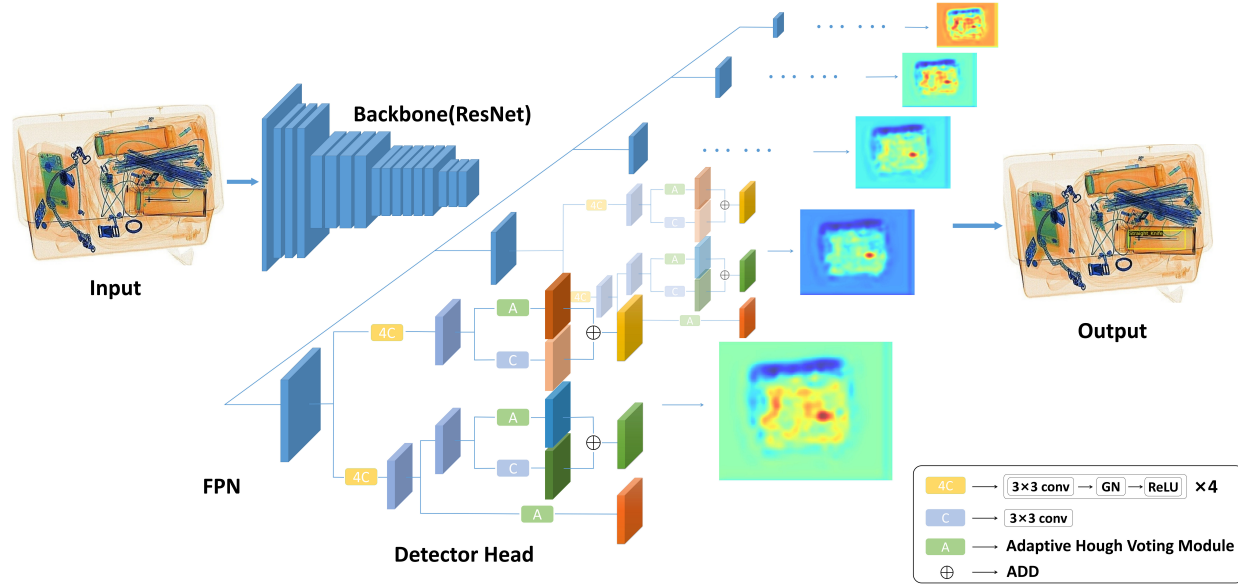 Backbone(ResNet)
Input
4C
A
C
4C
A
C
A
4C
A
C
4C
A
C
A
straight_knife
Output
FPN
Detector Head
4C 3×3 conv GN ReLU ×4
C 3×3 conv
A Adaptive Hough Voting Module
ADD